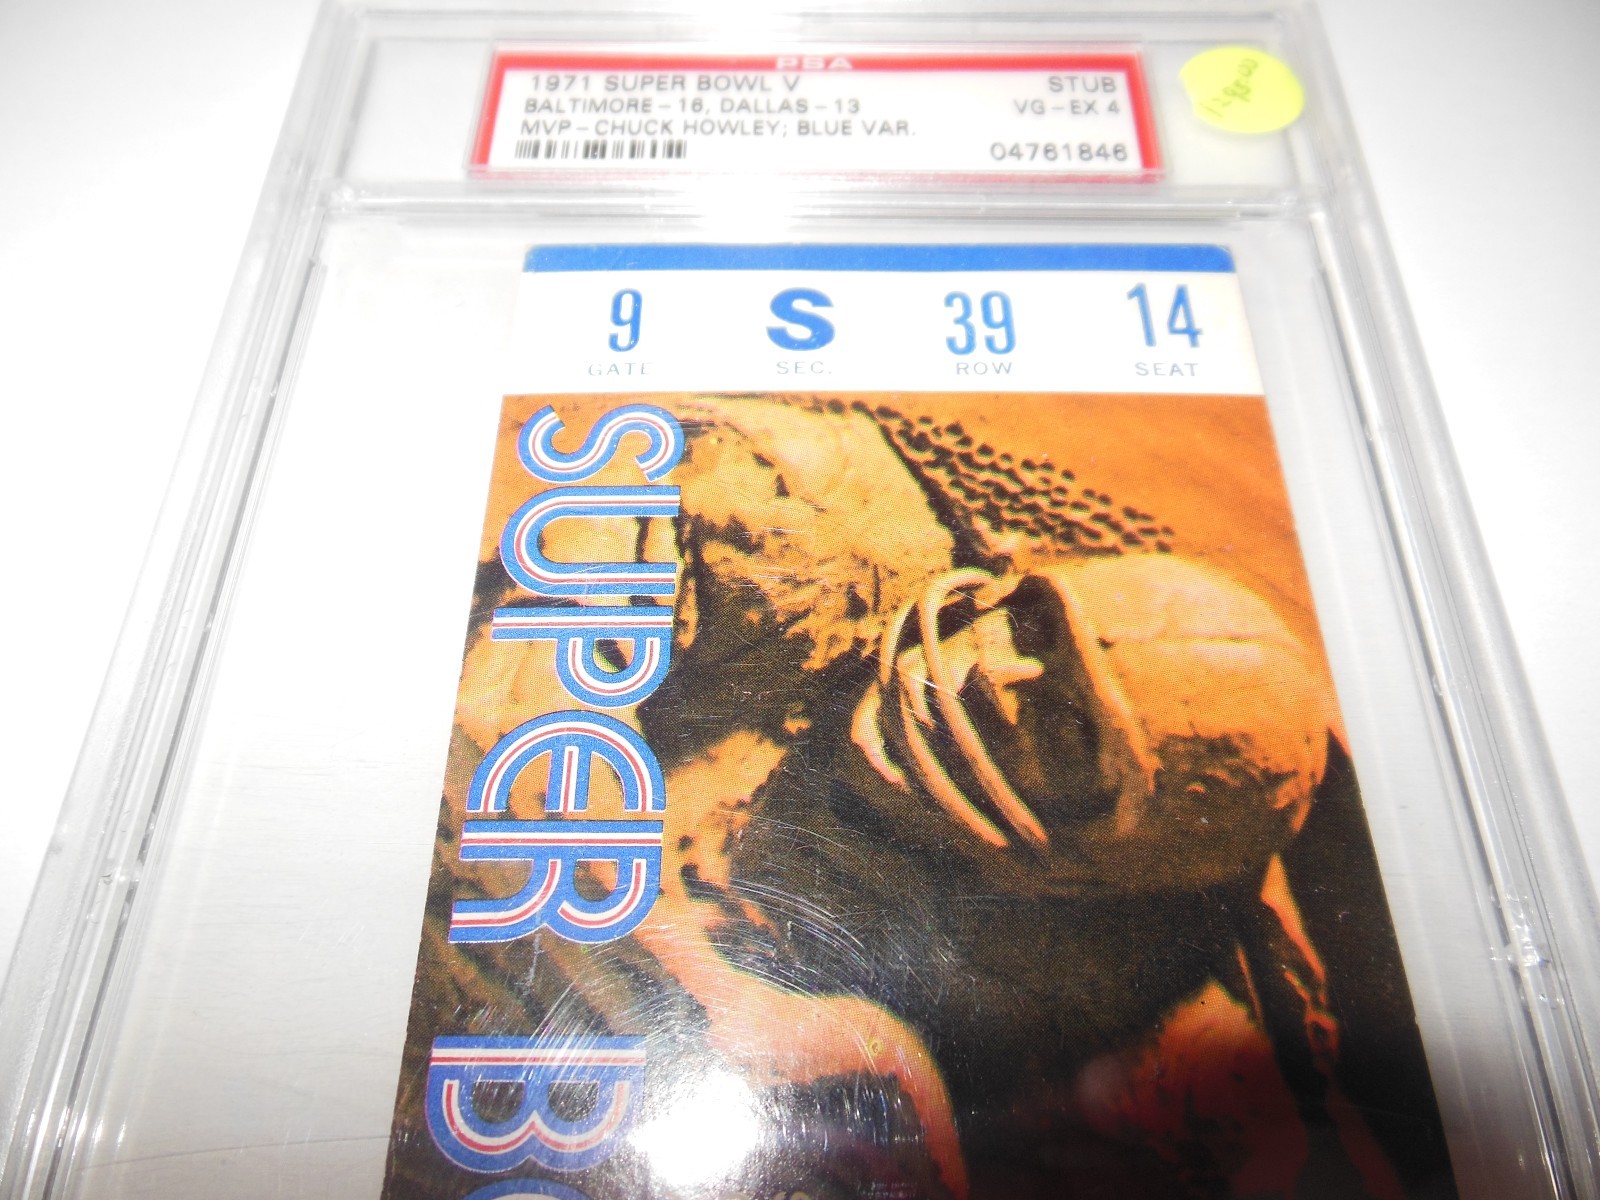 PSA
1971 SUPER BOWL V STUB
BALTIMORE - 16, DALLAS - 13 VG - EX 4
MVP - CHUCK HOWLEY; BLUE VAR.
04761846
9 S 39 14
GATE SEC. ROW SEAT
SUPER BO